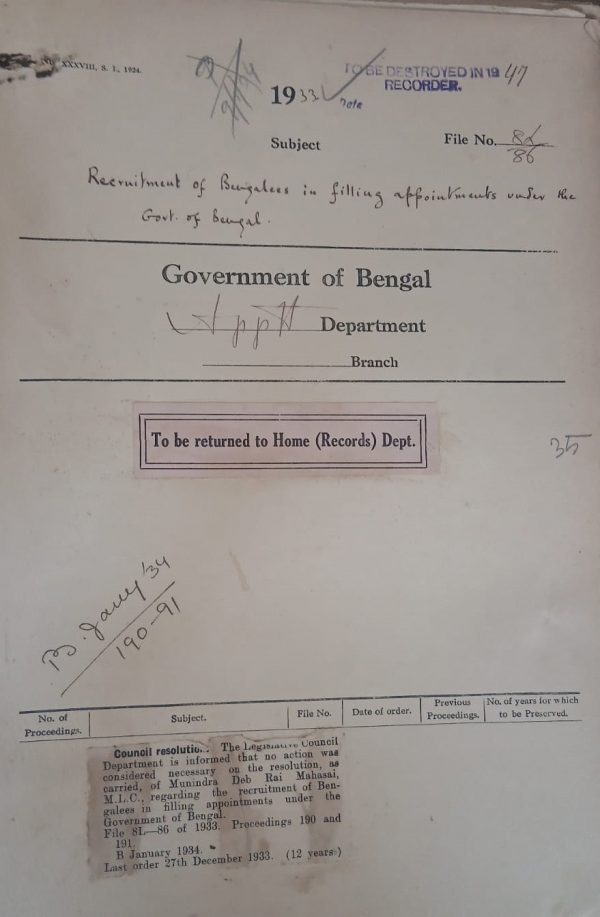 XXXVIII, S. I., 1924.
TO BE DESTROYED IN 1947
RECORDER.
1933
Date
Subject
File No. 8L
86
Recruitment of Bengalees in filling appointments under the
Govt. of Bengal.
Government of Bengal
Apptt Department
Branch
To be returned to Home (Records) Dept.
35
B. Jany '34
190-91
No. of Proceedings.
Subject.
File No.
Date of order.
Previous Proceedings.
No. of years for which to be Preserved.
Council resolutio.. The Legislative Council
Department is informed that no action was
considered necessary on the resolution, as
carried, of Munindra Deb Rai Mahasai,
M.L.C., regarding the recruitment of Ben-
galees in filling appointments under the
Government of Bengal.
File 8L—86 of 1933. Proceedings 190 and
191.
B January 1934.
Last order 27th December 1933. (12 years.)